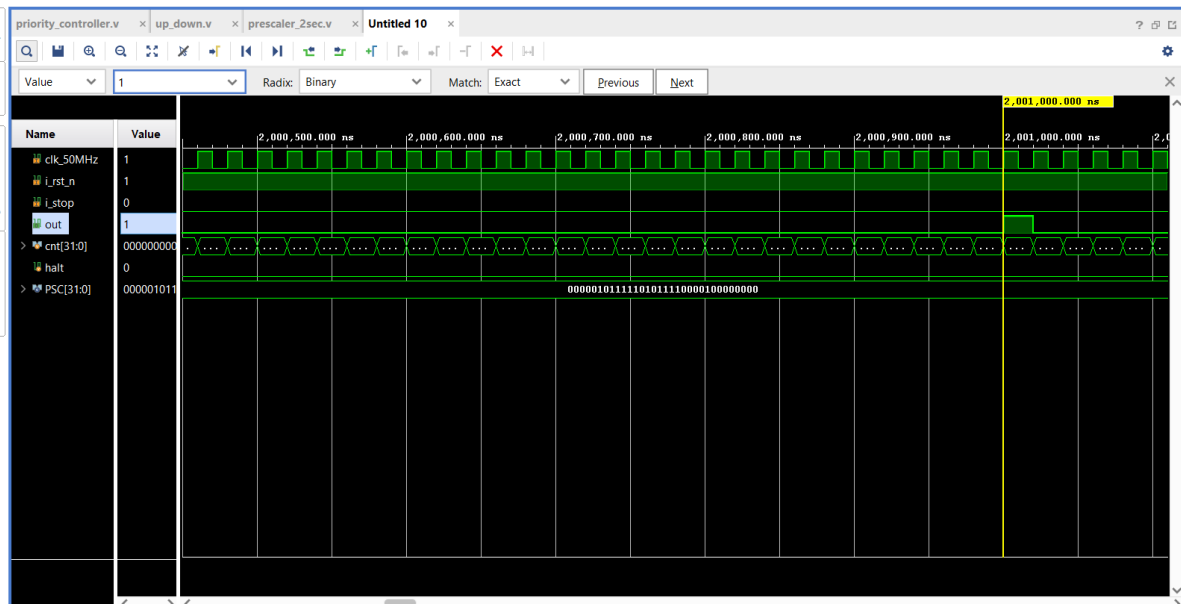 priority_controller.v × up_down.v × prescaler_2sec.v × Untitled 10 ×
Value 1 Radix: Binary Match: Exact Previous Next
2,001,000.000 ns
Name Value
2,000,500.000 ns 2,000,600.000 ns 2,000,700.000 ns 2,000,800.000 ns 2,000,900.000 ns 2,001,000.000 ns 2,0
clk_50MHz 1
i_rst_n 1
i_stop 0
out 1
cnt[31:0] 000000000
halt 0
PSC[31:0] 000001011 00000101111101011110000100000000